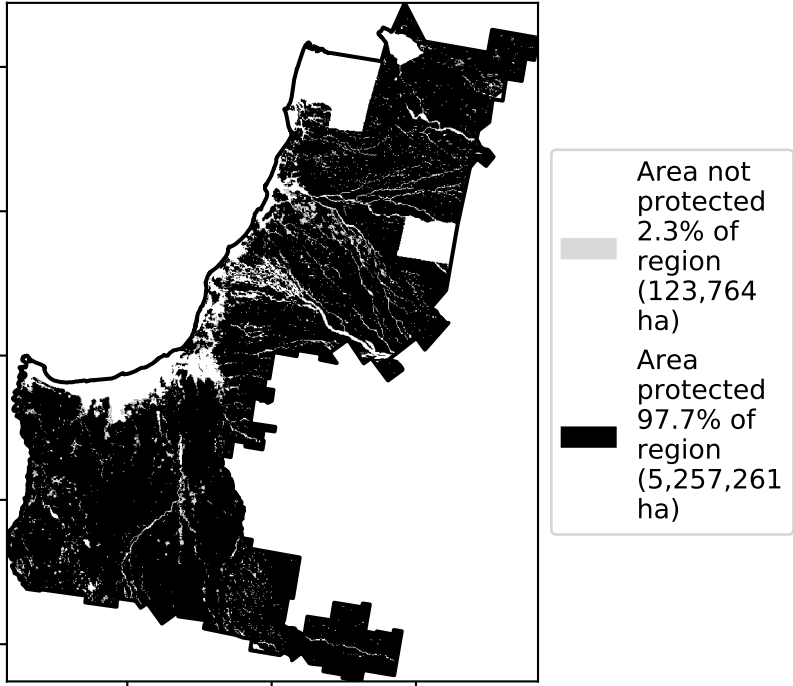 Area not
protected
2.3% of
region
(123,764
ha)
Area
protected
97.7% of
region
(5,257,261
ha)